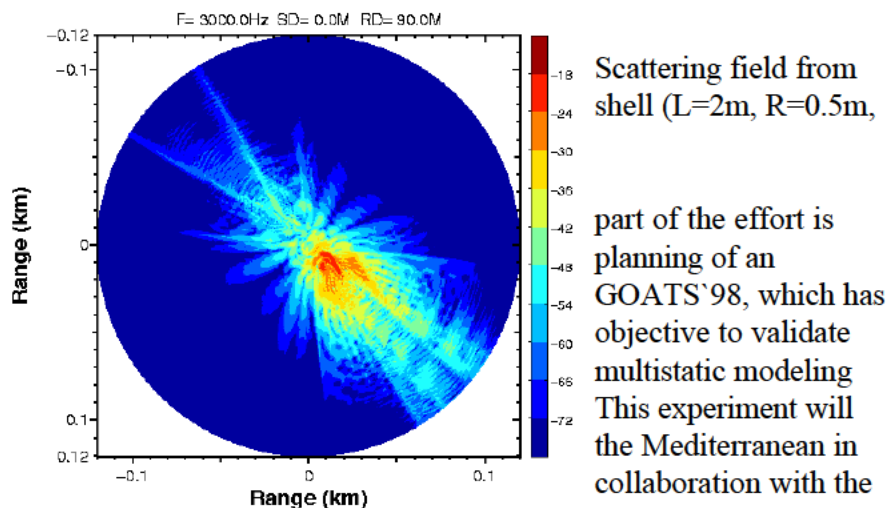 F= 3000.0Hz SD= 0.0M RD= 90.0M
-0.12
-0.1
0
0.1
0.12
Range (km)
-0.1
0
0.1
Range (km)
-18
-24
-30
-36
-42
-48
-54
-60
-66
-72
Scattering field from
shell (L=2m, R=0.5m,
part of the effort is
planning of an
GOATS`98, which has
objective to validate
multistatic modeling
This experiment will
the Mediterranean in
collaboration with the